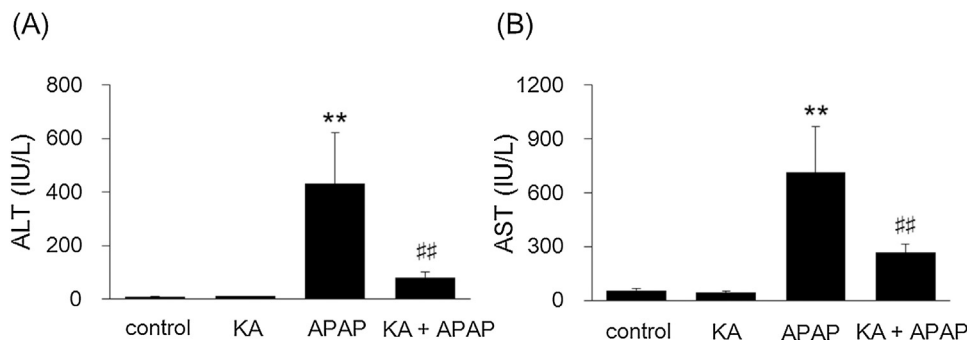 (A)
ALT (IU/L)
800
600
400
200
0
**
♯♯
control KA APAP KA + APAP
(B)
AST (IU/L)
1200
900
600
300
0
**
♯♯
control KA APAP KA + APAP